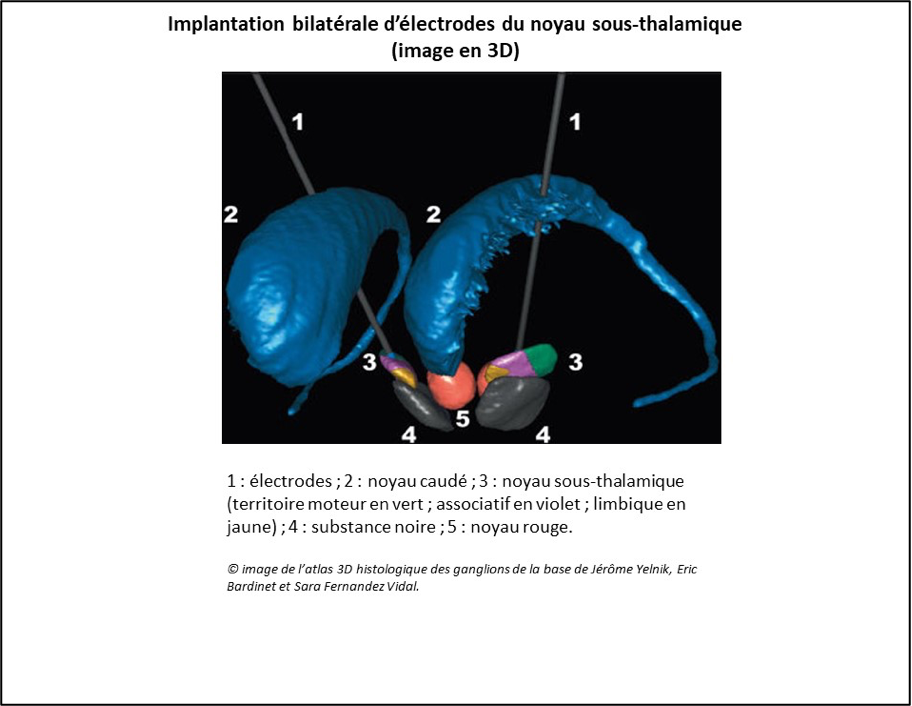 Implantation bilatérale d’électrodes du noyau sous-thalamique
(image en 3D)
1
1
2
2
3
3
5
4
4
1 : électrodes ; 2 : noyau caudé ; 3 : noyau sous-thalamique
(territoire moteur en vert ; associatif en violet ; limbique en
jaune) ; 4 : substance noire ; 5 : noyau rouge.
© image de l’atlas 3D histologique des ganglions de la base de Jérôme Yelnik, Eric
Bardinet et Sara Fernandez Vidal.